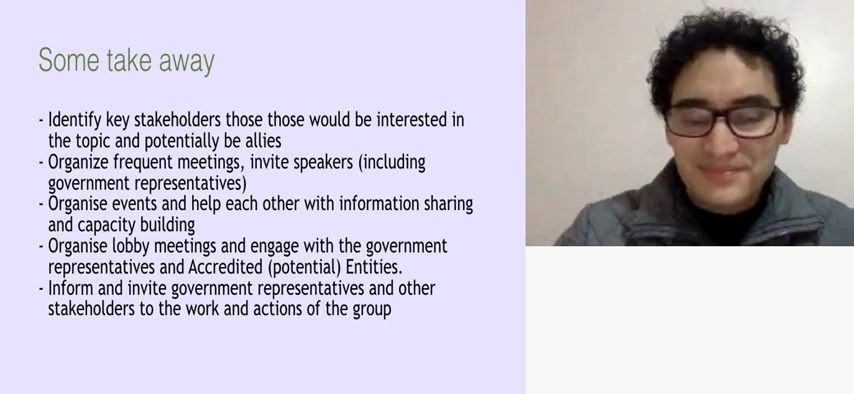 Some take away
- Identify key stakeholders those those would be interested in
the topic and potentially be allies
- Organize frequent meetings, invite speakers (including
government representatives)
- Organise events and help each other with information sharing
and capacity building
- Organise lobby meetings and engage with the government
representatives and Accredited (potential) Entities.
- Inform and invite government representatives and other
stakeholders to the work and actions of the group